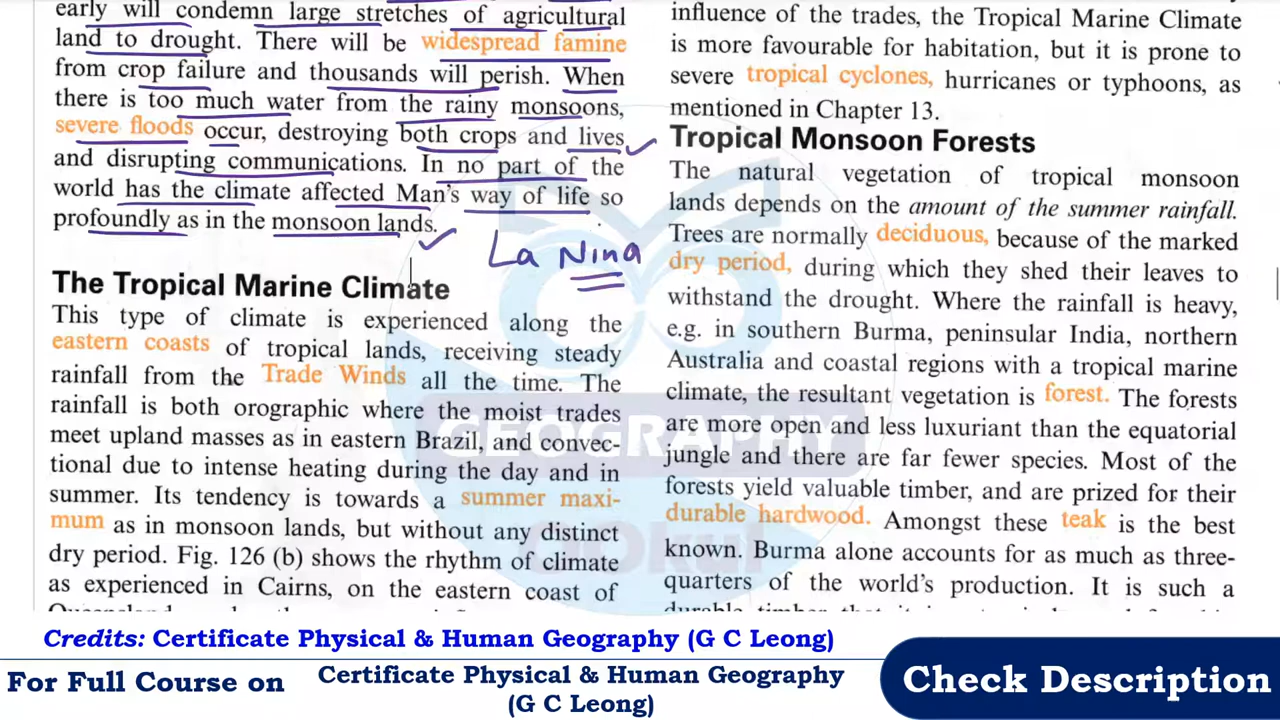 early will condemn large stretches of agricultural
land to drought. There will be widespread famine
from crop failure and thousands will perish. When
there is too much water from the rainy monsoons,
severe floods occur, destroying both crops and lives
and disrupting communications. In no part of the
world has the climate affected Man's way of life so
profoundly as in the monsoon lands.
La Nina
The Tropical Marine Climate
This type of climate is experienced along the
eastern coasts of tropical lands, receiving steady
rainfall from the Trade Winds all the time. The
rainfall is both orographic where the moist trades
meet upland masses as in eastern Brazil, and convec-
tional due to intense heating during the day and in
summer. Its tendency is towards a summer maxi-
mum as in monsoon lands, but without any distinct
dry period. Fig. 126 (b) shows the rhythm of climate
as experienced in Cairns, on the eastern coast of
influence of the trades, the Tropical Marine Climate
is more favourable for habitation, but it is prone to
severe tropical cyclones, hurricanes or typhoons, as
mentioned in Chapter 13.
Tropical Monsoon Forests
The natural vegetation of tropical monsoon
lands depends on the amount of the summer rainfall.
Trees are normally deciduous, because of the marked
dry period, during which they shed their leaves to
withstand the drought. Where the rainfall is heavy,
e.g. in southern Burma, peninsular India, northern
Australia and coastal regions with a tropical marine
climate, the resultant vegetation is forest. The forests
are more open and less luxuriant than the equatorial
jungle and there are far fewer species. Most of the
forests yield valuable timber, and are prized for their
durable hardwood. Amongst these teak is the best
known. Burma alone accounts for as much as three-
quarters of the world's production. It is such a
GEOGRAPHY
Credits: Certificate Physical & Human Geography (G C Leong)
For Full Course on
Certificate Physical & Human Geography
(G C Leong)
Check Description